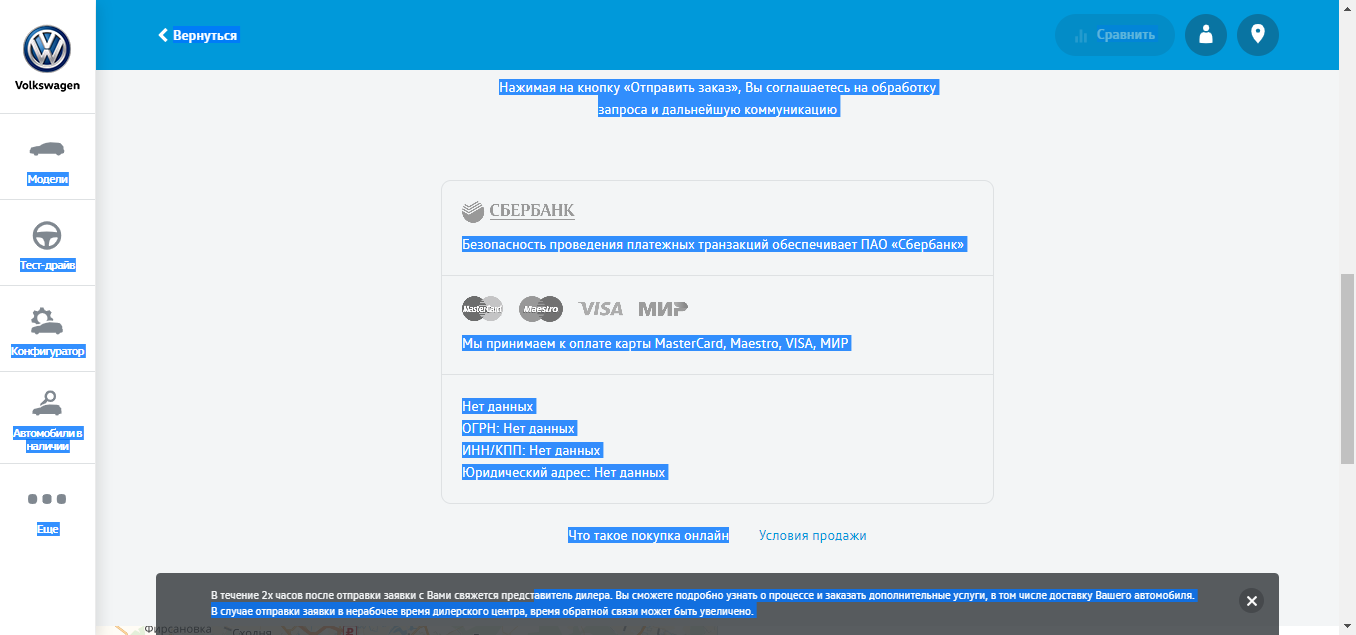 Volkswagen
Модели
Тест-драйв
Конфигуратор
Автомобили в
наличии
Еще
Вернуться
Сравнить
Нажимая на кнопку «Отправить заказ», Вы соглашаетесь на обработку
запроса и дальнейшую коммуникацию
СБЕРБАНК
Безопасность проведения платежных транзакций обеспечивает ПАО «Сбербанк»
MasterCard Maestro VISA МИР
Мы принимаем к оплате карты MasterCard, Maestro, VISA, МИР
Нет данных
ОГРН: Нет данных
ИНН/КПП: Нет данных
Юридический адрес: Нет данных
Что такое покупка онлайн Условия продажи
В течение 2х часов после отправки заявки с Вами свяжется представитель дилера. Вы сможете подробно узнать о процессе и заказать дополнительные услуги, в том числе доставку Вашего автомобиля.
В случае отправки заявки в нерабочее время дилерского центра, время обратной связи может быть увеличено.
Фирсановка
Сходня